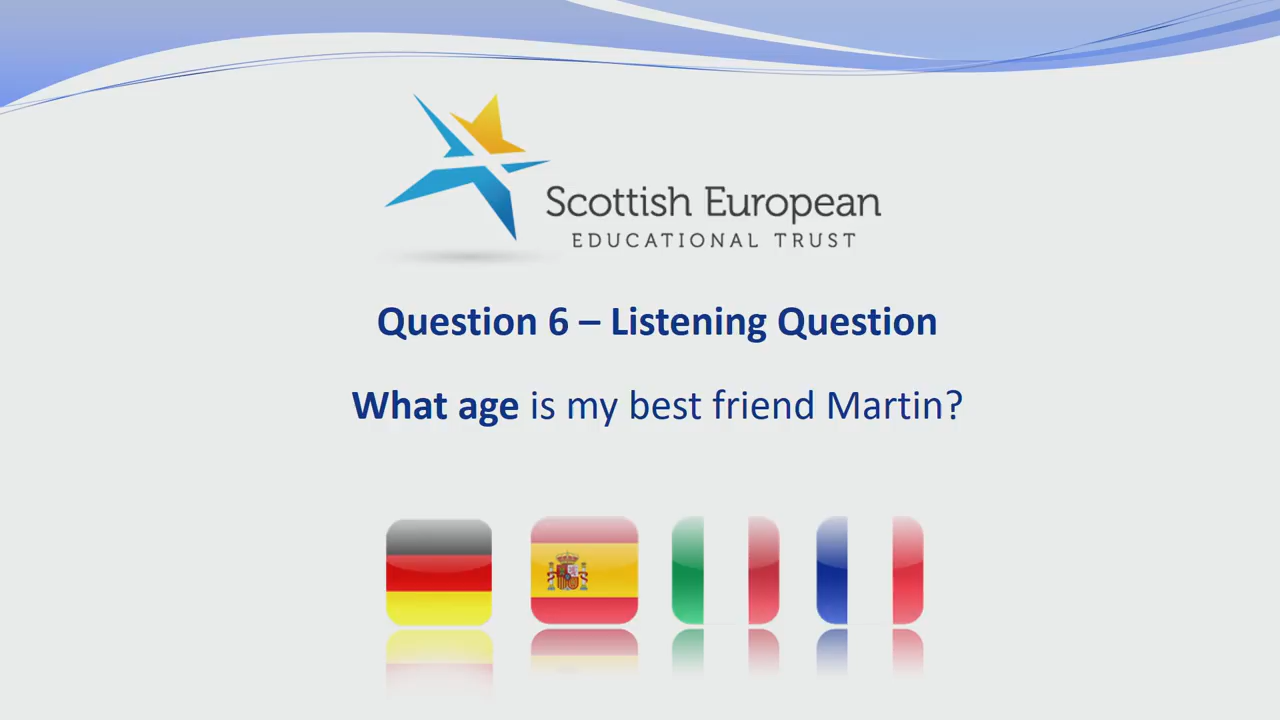 Scottish European
EDUCATIONAL TRUST
Question 6 – Listening Question
What age is my best friend Martin?